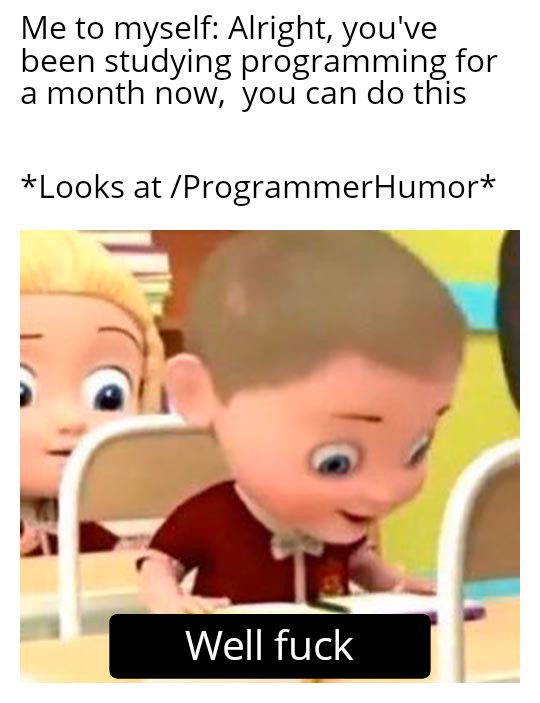 Me to myself: Alright, you've
been studying programming for
a month now,  you can do this
*Looks at /ProgrammerHumor*
Well fuck